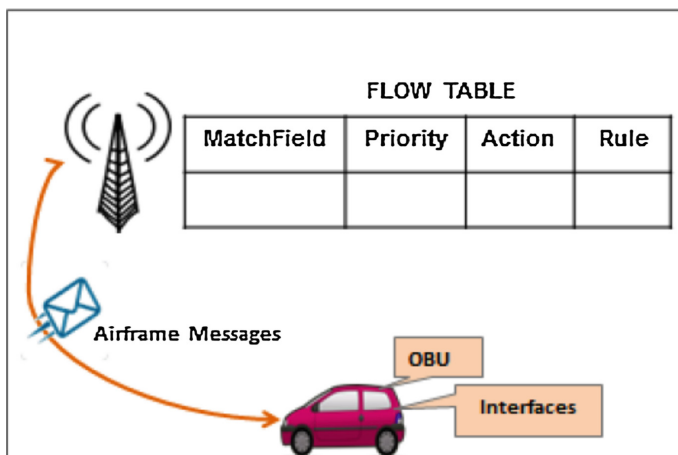 FLOW TABLE
MatchField Priority Action Rule
Airframe Messages
OBU
Interfaces